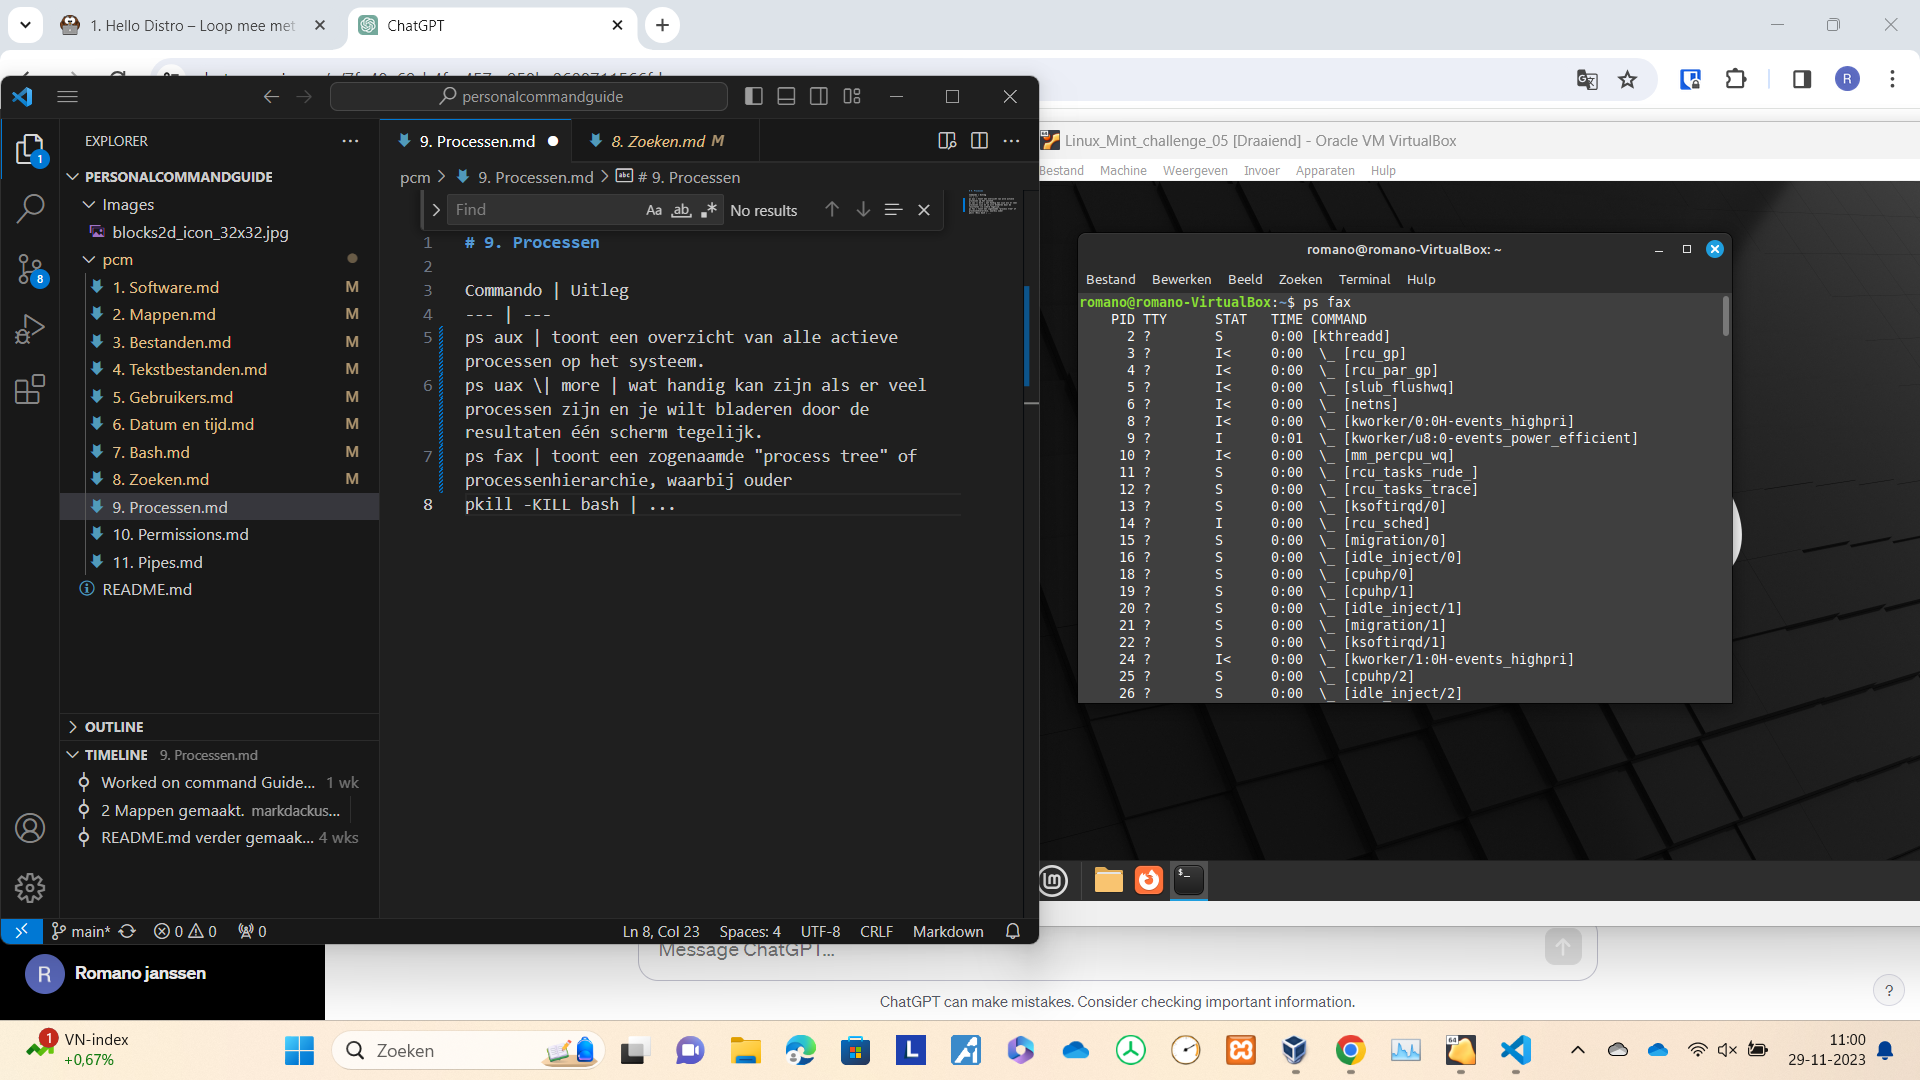 1. Hello Distro – Loop mee met
ChatGPT
personalcommandguide
EXPLORER
PERSONALCOMMANDGUIDE
Images
blocks2d_icon_32x32.jpg
pcm
1. Software.md M
2. Mappen.md M
3. Bestanden.md M
4. Tekstbestanden.md M
5. Gebruikers.md M
6. Datum en tijd.md M
7. Bash.md M
8. Zoeken.md M
9. Processen.md
10. Permissions.md
11. Pipes.md
README.md
OUTLINE
TIMELINE 9. Processen.md
Worked on command Guide... 1 wk
2 Mappen gemaakt. markdackus...
README.md verder gemaak... 4 wks
1
8
9. Processen.md
8. Zoeken.md M
pcm > 9. Processen.md > # 9. Processen
Find
Aa ab No results
1 # 9. Processen
2
3 Commando | Uitleg
4 --- | ---
5 ps aux | toont een overzicht van alle actieve
processen op het systeem.
6 ps uax \| more | wat handig kan zijn als er veel
processen zijn en je wilt bladeren door de
resultaten één scherm tegelijk.
7 ps fax | toont een zogenaamde "process tree" of
processenhierarchie, waarbij ouder
8 pkill -KILL bash | ...
main* 0 0 0
Ln 8, Col 23 Spaces: 4 UTF-8 CRLF Markdown
R
Linux_Mint_challenge_05 [Draaiend] - Oracle VM VirtualBox
Bestand Machine Weergeven Invoer Apparaten Hulp
romano@romano-VirtualBox: ~
Bestand Bewerken Beeld Zoeken Terminal Hulp
romano@romano-VirtualBox:~$ ps fax
PID TTY STAT TIME COMMAND
2 ? S 0:00 [kthreadd]
3 ? I< 0:00 \_ [rcu_gp]
4 ? I< 0:00 \_ [rcu_par_gp]
5 ? I< 0:00 \_ [slub_flushwq]
6 ? I< 0:00 \_ [netns]
8 ? I< 0:00 \_ [kworker/0:0H-events_highpri]
9 ? I 0:01 \_ [kworker/u8:0-events_power_efficient]
10 ? I< 0:00 \_ [mm_percpu_wq]
11 ? S 0:00 \_ [rcu_tasks_rude_]
12 ? S 0:00 \_ [rcu_tasks_trace]
13 ? S 0:00 \_ [ksoftirqd/0]
14 ? I 0:00 \_ [rcu_sched]
15 ? S 0:00 \_ [migration/0]
16 ? S 0:00 \_ [idle_inject/0]
18 ? S 0:00 \_ [cpuhp/0]
19 ? S 0:00 \_ [cpuhp/1]
20 ? S 0:00 \_ [idle_inject/1]
21 ? S 0:00 \_ [migration/1]
22 ? S 0:00 \_ [ksoftirqd/1]
24 ? I< 0:00 \_ [kworker/1:0H-events_highpri]
25 ? S 0:00 \_ [cpuhp/2]
26 ? S 0:00 \_ [idle_inject/2]
R Romano janssen
Message ChatGPT...
ChatGPT can make mistakes. Consider checking important information.
?
1
VN-index
+0,67%
Zoeken
11:00
29-11-2023